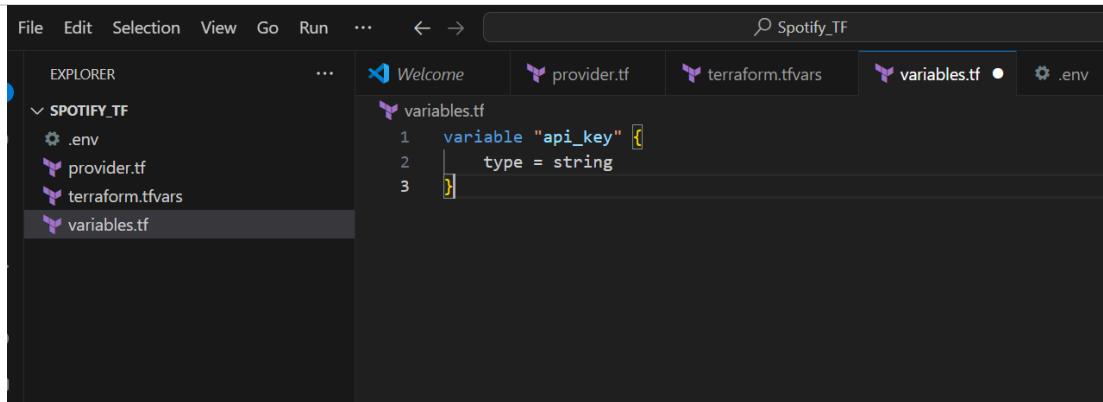 File Edit Selection View Go Run ... Spotify_TF
EXPLORER ...
SPOTIFY_TF
.env
provider.tf
terraform.tfvars
variables.tf
Welcome provider.tf terraform.tfvars variables.tf .env
variables.tf
1 variable "api_key" {
2 type = string
3 }